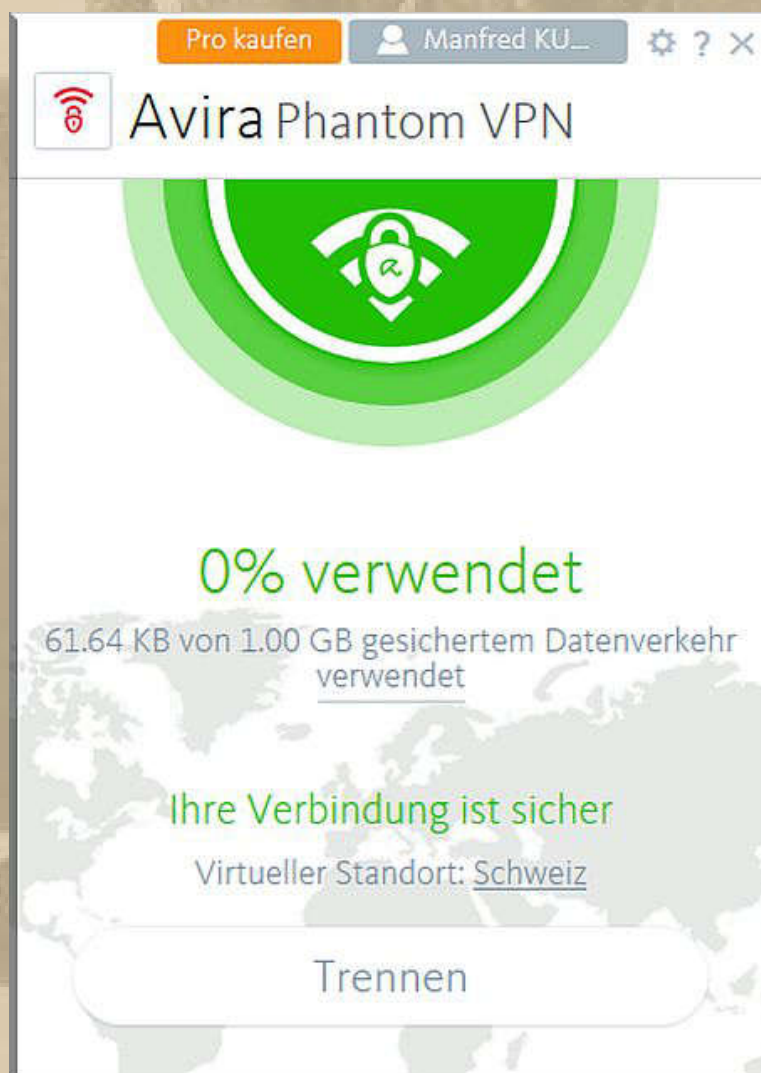 Pro kaufen Manfred KU... ?
Avira Phantom VPN
0% verwendet
61.64 KB von 1.00 GB gesichertem Datenverkehr
verwendet
Ihre Verbindung ist sicher
Virtueller Standort: Schweiz
Trennen